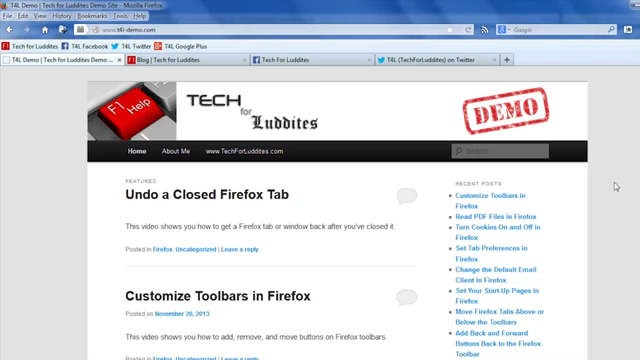 T4L Demo | Tech for Luddites Demo Site - Mozilla Firefox
File Edit View History Bookmarks Tools Help
www.t4l-demo.com
Tech for Luddites T4L Facebook T4L Twitter T4L Google Plus
T4L Demo | Tech for Luddites Demo ... Blog | Tech for Luddites Tech For Luddites T4L (TechForLuddites) on Twitter
F1
Help
TECH
for
Luddites
DEMO
Home About Me www.TechForLuddites.com Search
FEATURED
Undo a Closed Firefox Tab
This video shows you how to get a Firefox tab or window back after you've closed it.
Posted in Firefox, Uncategorized | Leave a reply
Customize Toolbars in Firefox
Posted on November 20, 2013
This video shows you how to add, remove, and move buttons on Firefox toolbars.
Posted in Firefox, Uncategorized | Leave a reply
RECENT POSTS
Customize Toolbars in
Firefox
Read PDF Files in Firefox
Turn Cookies On and Off in
Firefox
Set Tab Preferences in
Firefox
Change the Default Email
Client in Firefox
Set Your Start Up Pages in
Firefox
Move Firefox Tabs Above or
Below the Toolbars
Add Back and Forward
Buttons Back to the Firefox
Toolbar